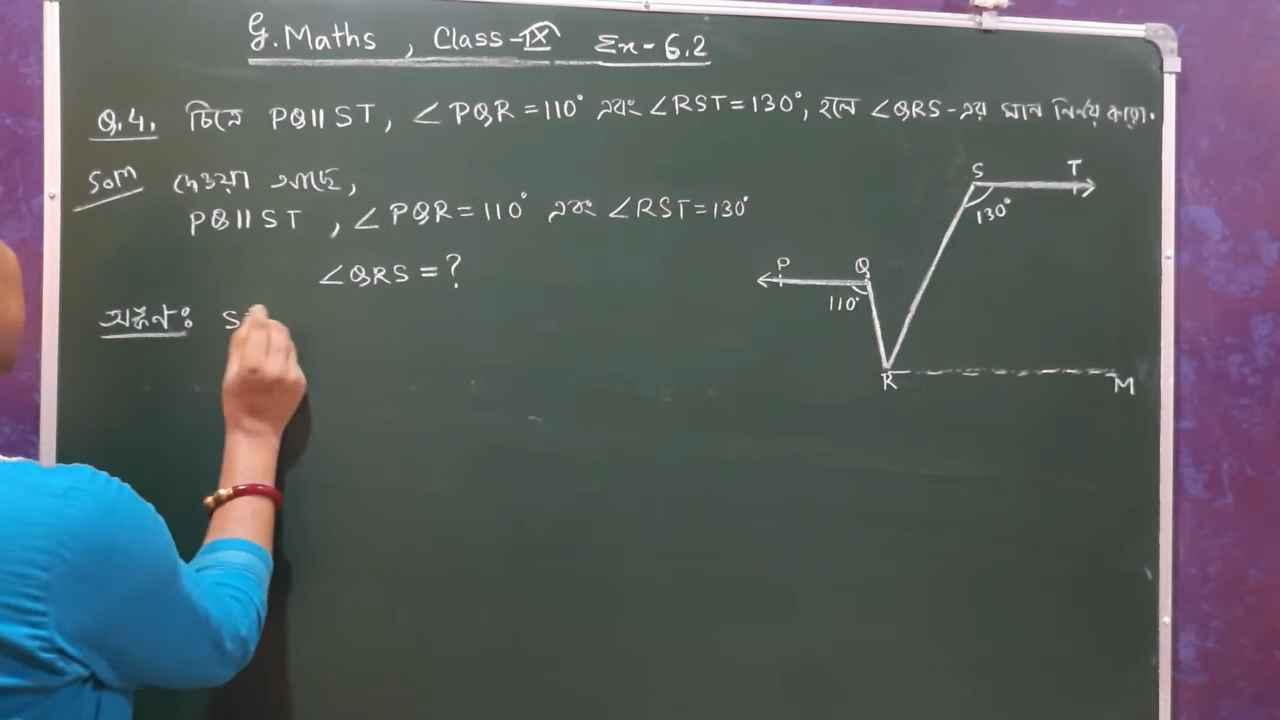 G. Maths, Class-IX Ex-6.2
Q.4. চিত্রে PQ॥ST, ∠PQR=110° এবং ∠RST=130°, হলে ∠QRS-এর মান নির্ণয় করো।
Solⁿ দেওয়া আছে,
PQ॥ST, ∠PQR=110° এবং ∠RST=130°
∠QRS=?
অঙ্কন: S
S T
130°
P Q
110°
R M